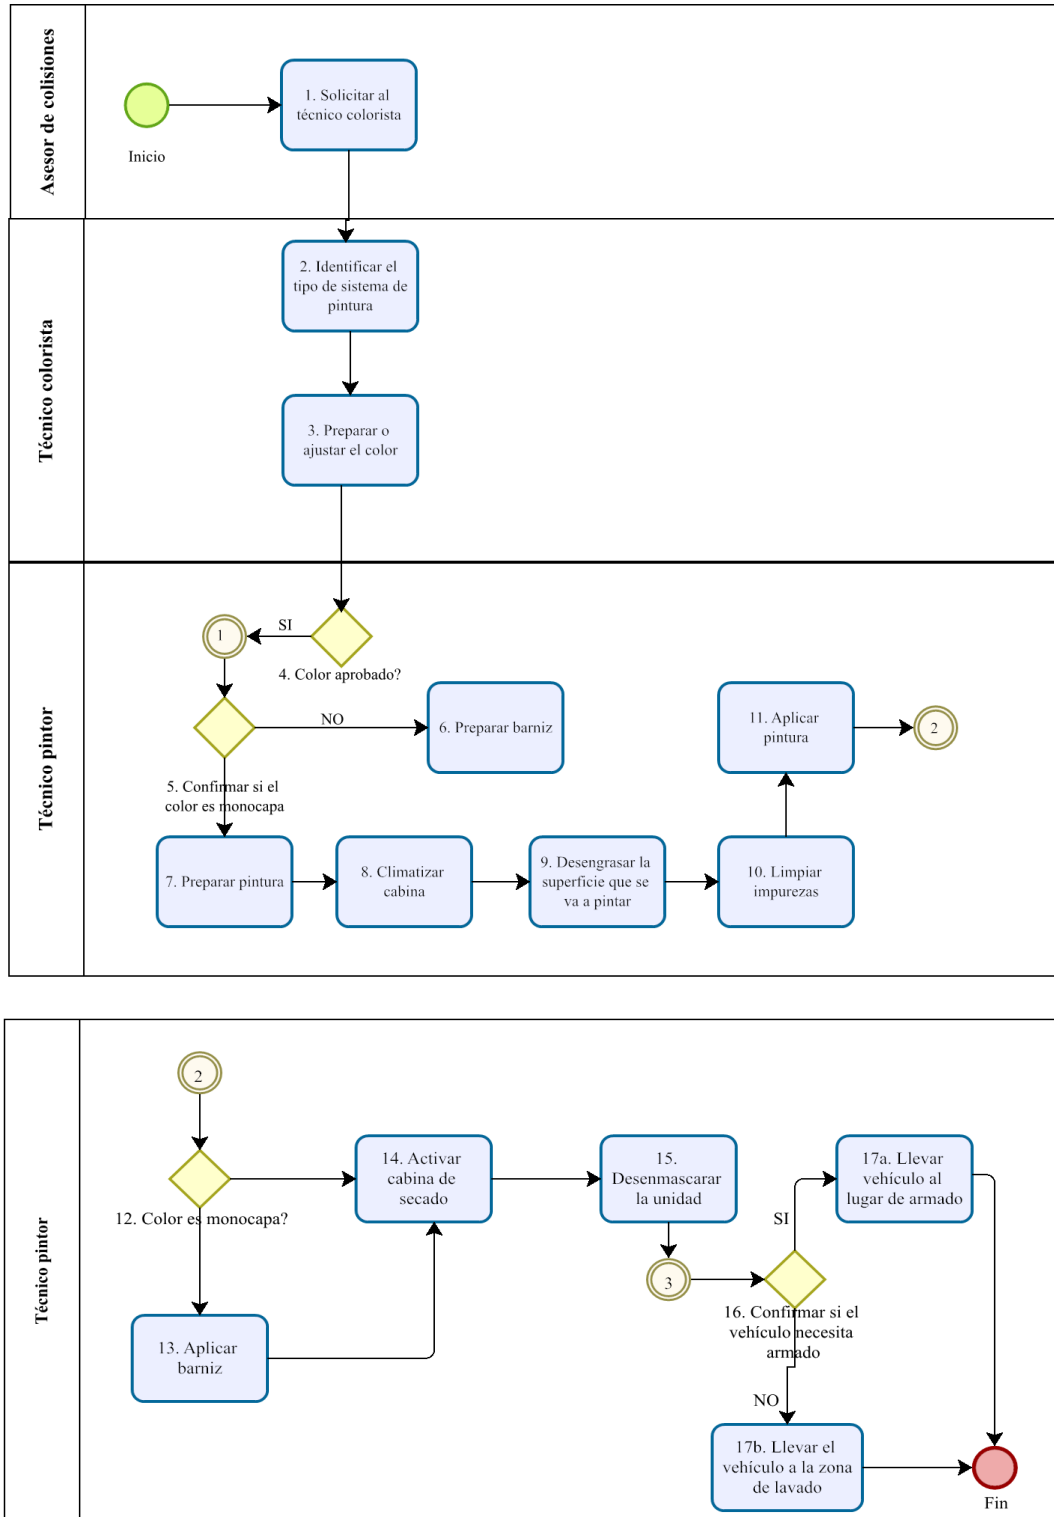 Asesor de colisiones
Inicio
1. Solicitar al
técnico colorista
Técnico colorista
2. Identificar el
tipo de sistema de
pintura
3. Preparar o
ajustar el color
Técnico pintor
1
SI
4. Color aprobado?
NO
5. Confirmar si el
color es monocapa
6. Preparar barniz
11. Aplicar
pintura
2
7. Preparar pintura
8. Climatizar
cabina
9. Desengrasar la
superficie que se
va a pintar
10. Limpiar
impurezas
Técnico pintor
2
12. Color es monocapa?
14. Activar
cabina de
secado
15.
Desenmascarar
la unidad
17a. Llevar
vehículo al
lugar de armado
SI
3
16. Confirmar si el
vehículo necesita
armado
13. Aplicar
barniz
NO
17b. Llevar el
vehículo a la zona
de lavado
Fin